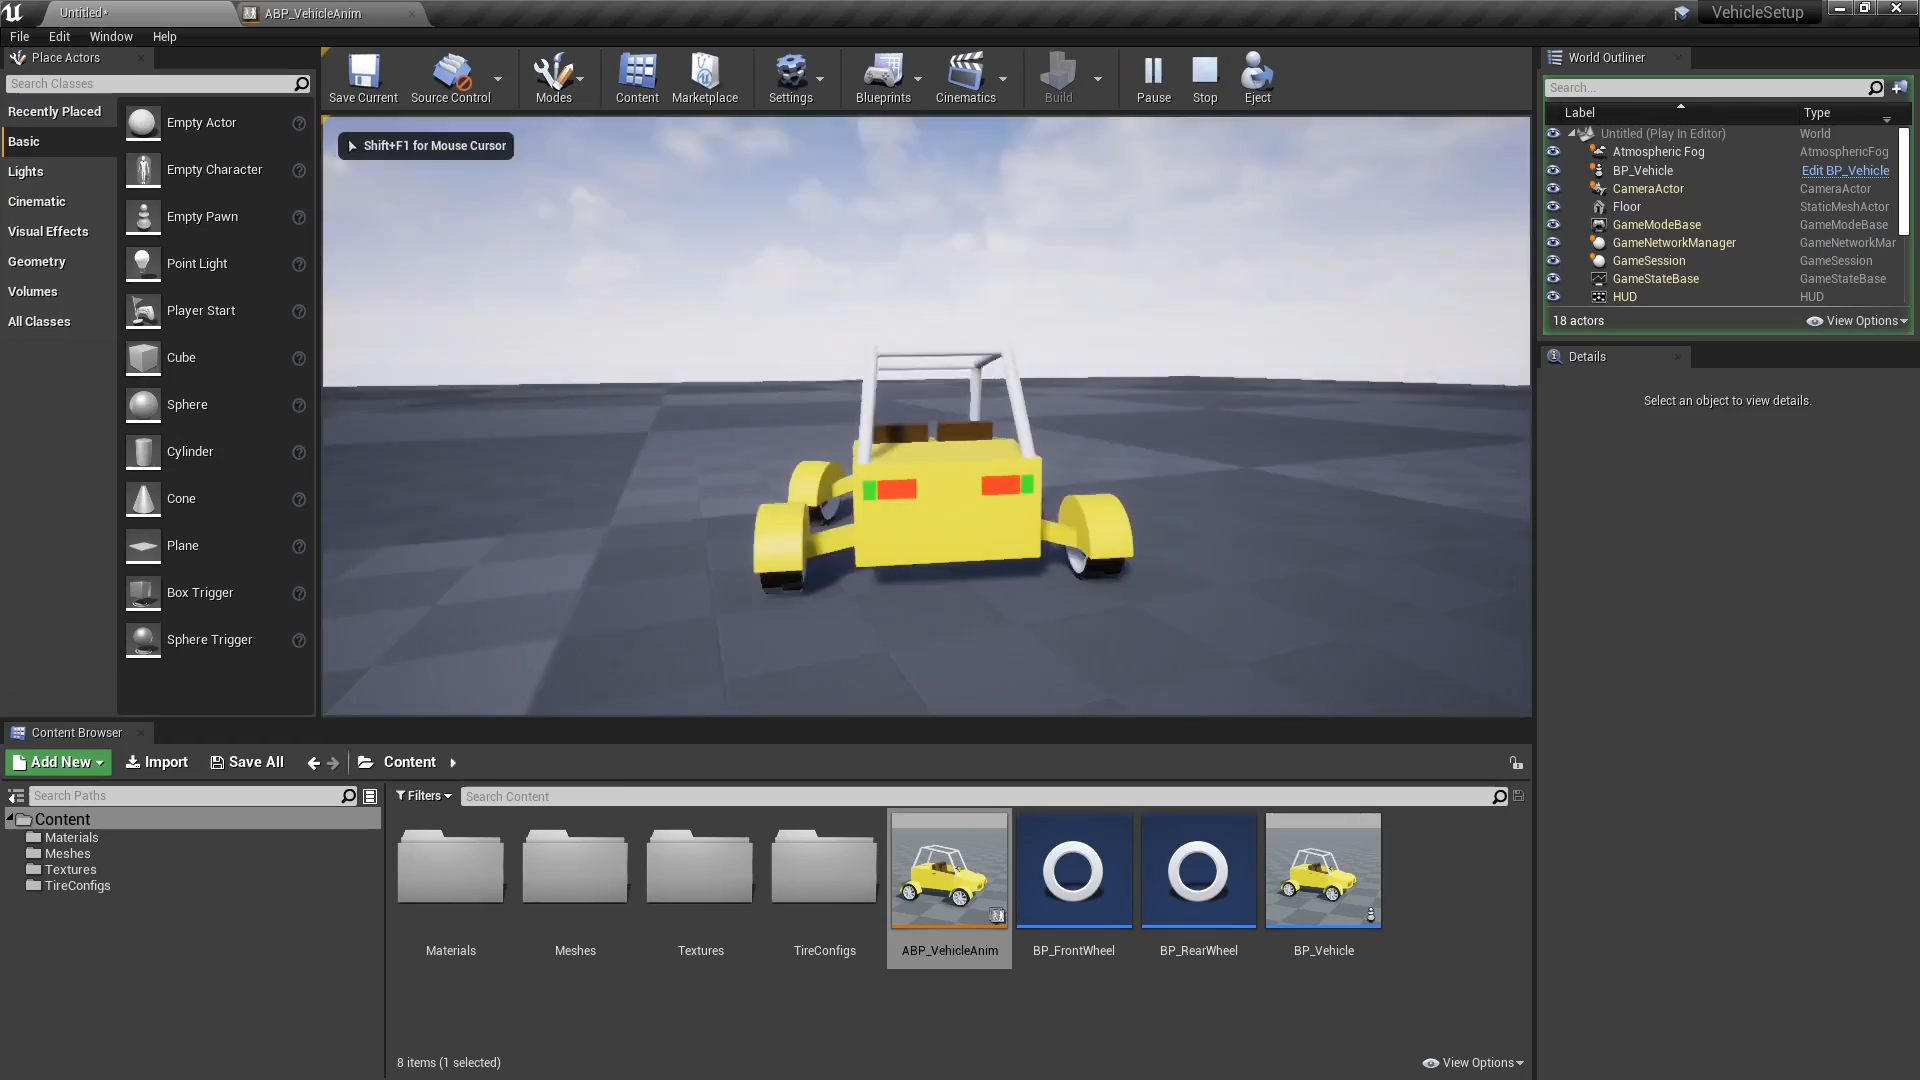 Untitled*
ABP_VehicleAnim
VehicleSetup
File Edit Window Help
Place Actors
Search Classes
Recently Placed
Basic
Lights
Cinematic
Visual Effects
Geometry
Volumes
All Classes
Empty Actor
Empty Character
Empty Pawn
Point Light
Player Start
Cube
Sphere
Cylinder
Cone
Plane
Box Trigger
Sphere Trigger
Save Current Source Control Modes Content Marketplace Settings Blueprints Cinematics Build Pause Stop Eject
Shift+F1 for Mouse Cursor
World Outliner
Search...
Label Type
Untitled (Play In Editor) World
Atmospheric Fog AtmosphericFog
BP_Vehicle Edit BP_Vehicle
CameraActor CameraActor
Floor StaticMeshActor
GameModeBase GameModeBase
GameNetworkManager GameNetworkMar
GameSession GameSession
GameStateBase GameStateBase
HUD HUD
18 actors View Options
Details
Select an object to view details.
Content Browser
Add New Import Save All Content
Search Paths
Content
Materials
Meshes
Textures
TireConfigs
Filters Search Content
Materials Meshes Textures TireConfigs ABP_VehicleAnim BP_FrontWheel BP_RearWheel BP_Vehicle
8 items (1 selected) View Options